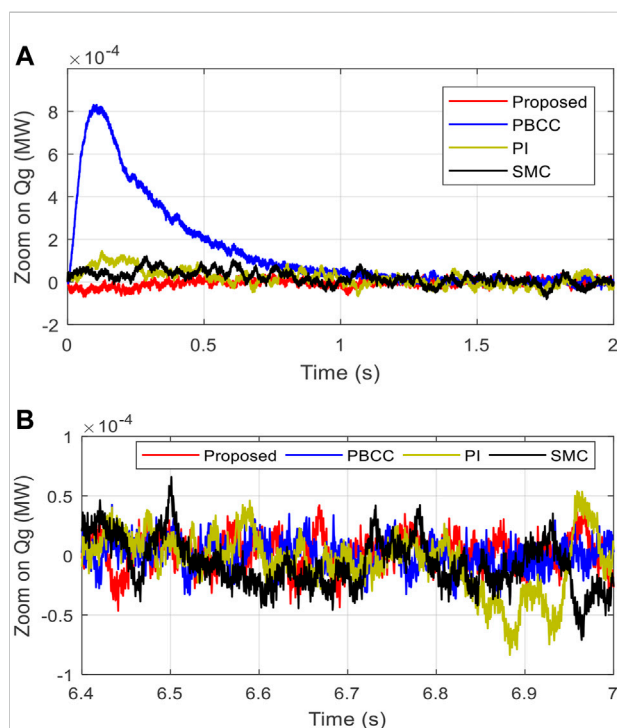 A
×10⁻⁴
Zoom on Qg (MW)
8
6
4
2
0
-2
Proposed
PBCC
PI
SMC
0 0.5 1 1.5 2
Time (s)
B
×10⁻⁴
Zoom on Qg (MW)
1
0.5
0
-0.5
-1
Proposed PBCC PI SMC
6.4 6.5 6.6 6.7 6.8 6.9 7
Time (s)